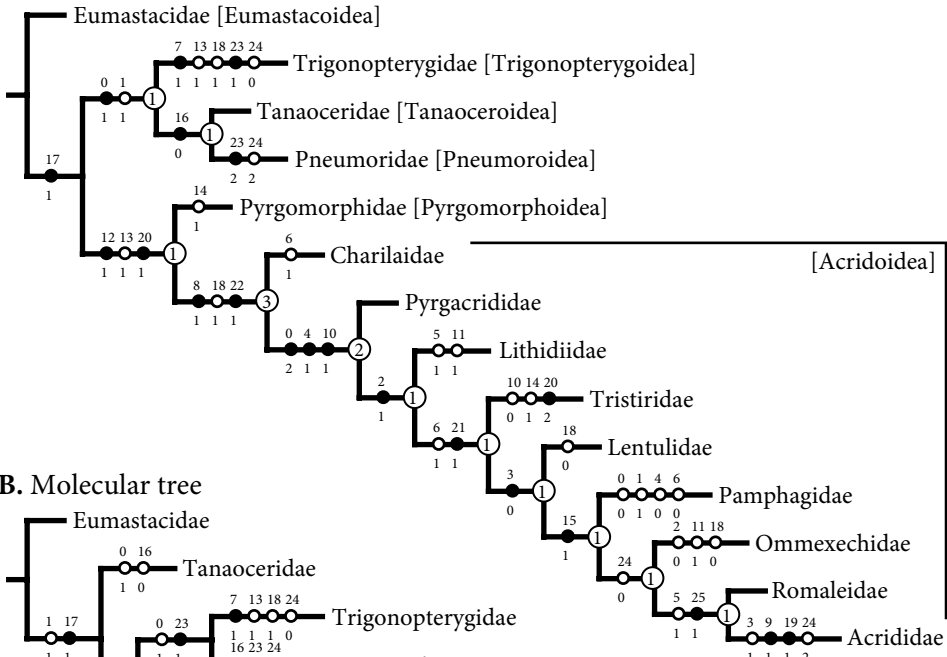 Eumastacidae [Eumastacoidea]
7 13 18 23 24
Trigonopterygidae [Trigonopterygoidea]
1 1 1 1 0
0 1
1
1 1
Tanaoceridae [Tanaoceroidea]
16
1
0
23 24
Pneumoridae [Pneumoroidea]
2 2
17
1
14
Pyrgomorphidae [Pyrgomorphoidea]
1
12 13 20
1
1 1 1
6
Charilaidae
1
[Acridoidea]
8 18 22
3
1 1 1
Pyrgacrididae
0 4 10
2
2 1 1
5 11
Lithidiidae
1 1
2
1
1
10 14 20
Tristiridae
0 1 2
6 21
1
1 1
18
Lentulidae
0
3
1
0
0 1 4 6
Pamphagidae
0 1 0 0
15
1
1
2 11 18
Ommexechidae
0 1 0
24
1
0
Romaleidae
5 25
1
1 1
3 9 19 24
Acrididae
1 1 1 2
B. Molecular tree
Eumastacidae
0 16
Tanaoceridae
1 0
7 13 18 24
Trigonopterygidae
1 1 1 0
1 17
1 1
0 23
1 1
16 23 24